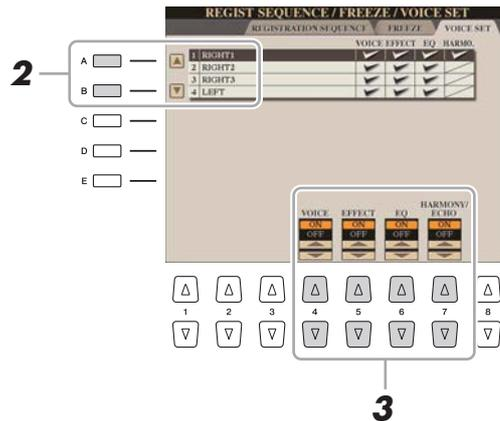 REGIST SEQUENCE / FREEZE / VOICE SET
REGISTRATION SEQUENCE FREEZE VOICE SET
VOICE EFFECT EQ HARMO.
1 RIGHT1
2 RIGHT2
3 RIGHT3
4 LEFT
2
A
B
C
D
E
VOICE EFFECT EQ HARMONY/ECHO
ON ON ON ON
OFF OFF OFF OFF
1 2 3 4 5 6 7 8
3